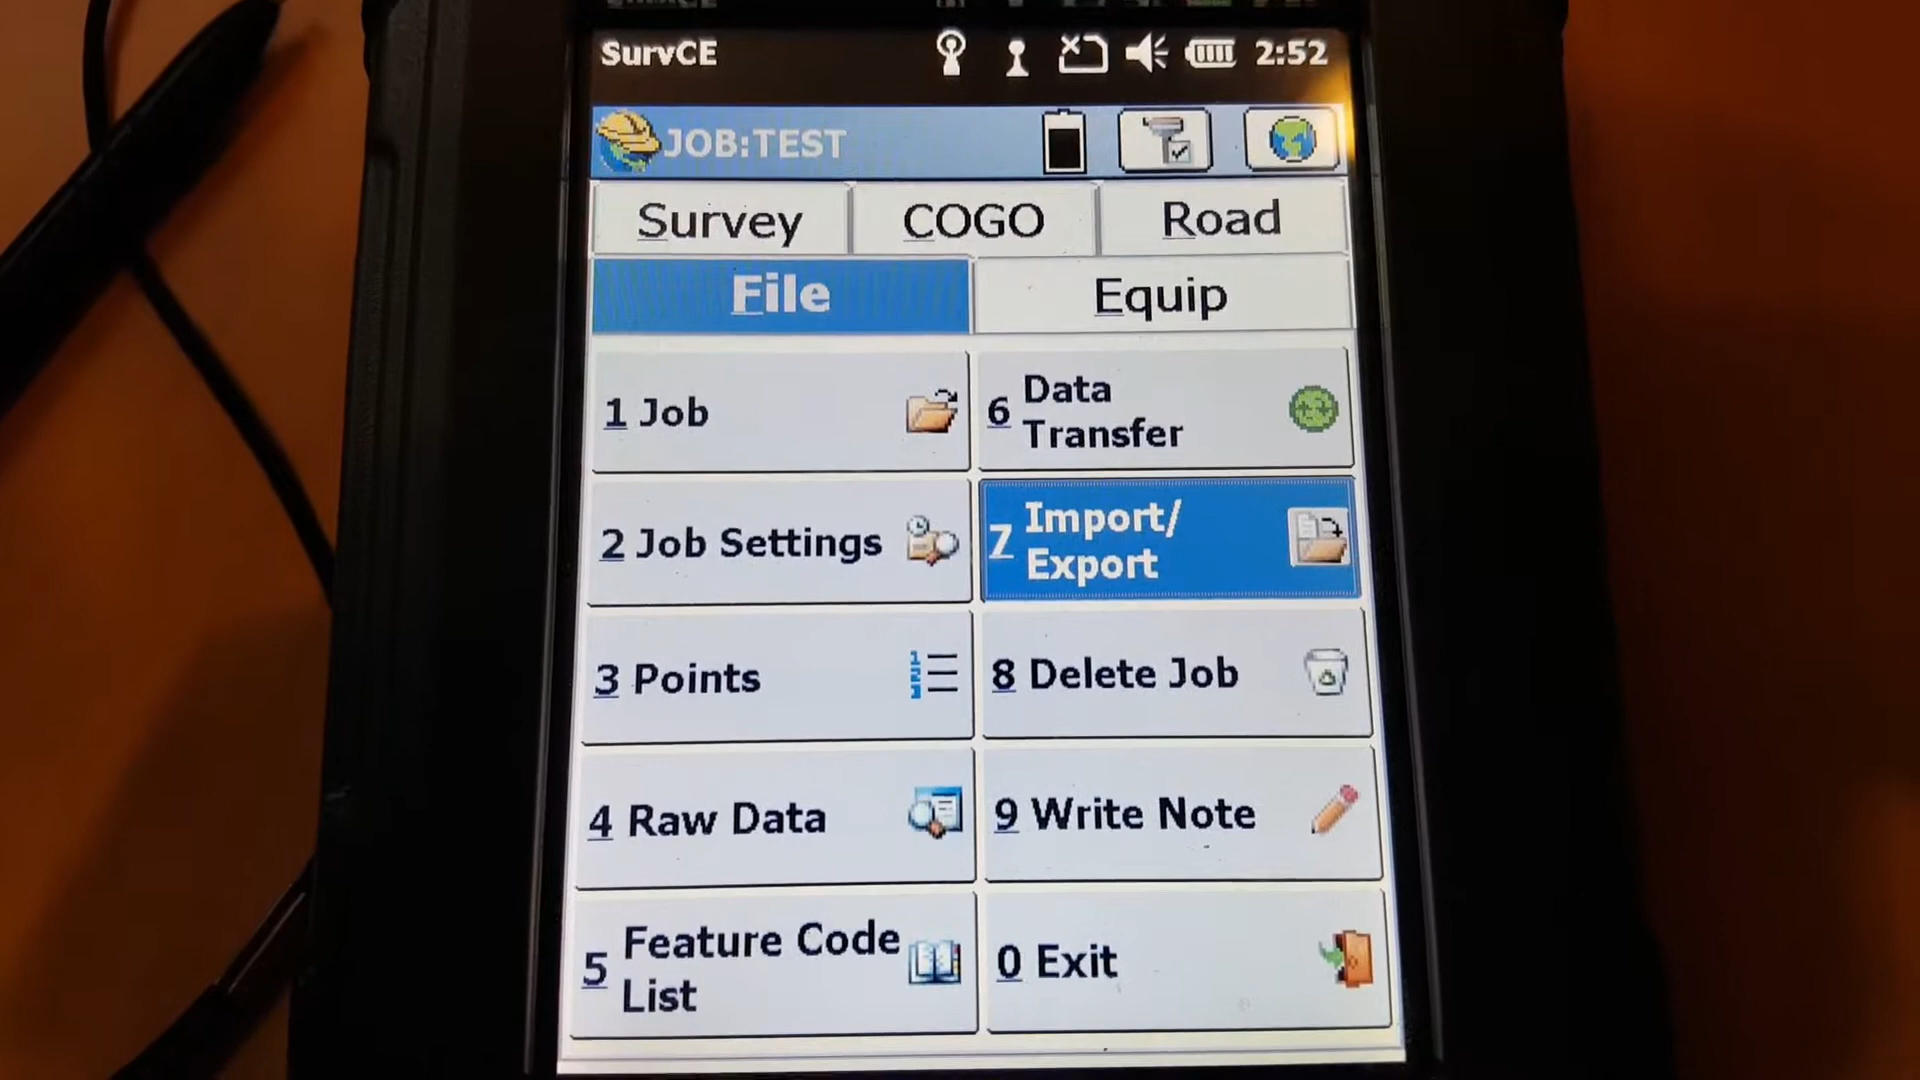 SurvCE 2:52
JOB:TEST
Survey COGO Road
File Equip
1 Job
6 Data
Transfer
2 Job Settings
7 Import/
Export
3 Points
8 Delete Job
4 Raw Data
9 Write Note
5 Feature Code
List
0 Exit